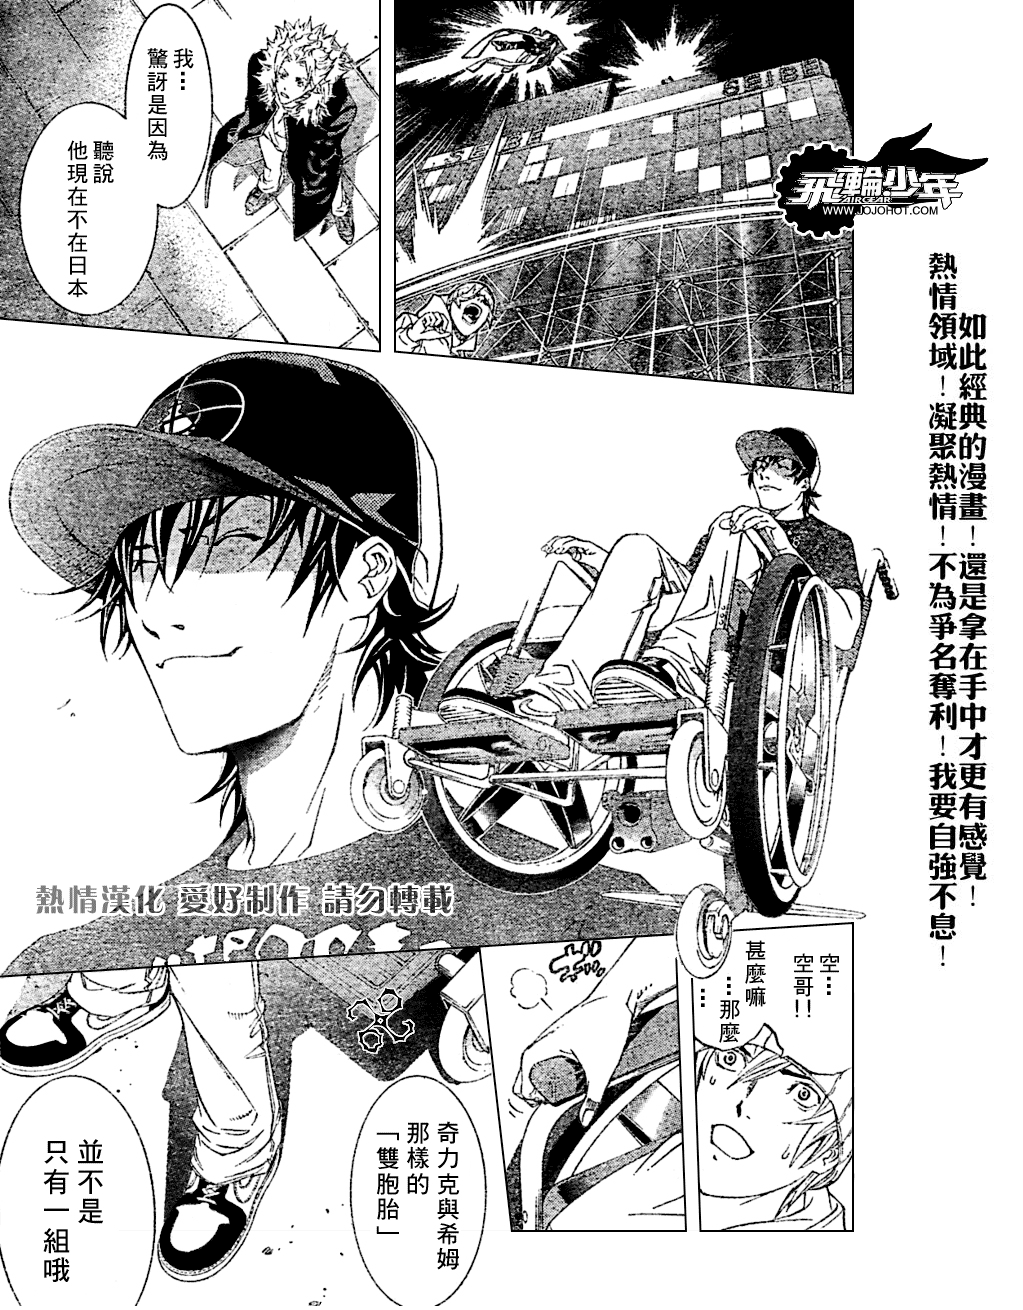 SEIBU
飛輪少年
AIRGEAR
WWW.JOJOHOT.COM
如此經典的漫畫！還是拿在手中才更有感覺！
熱情領域！凝聚熱情！不為爭名奪利！我要自強不息！
我…
驚訝是因為
聽說
他現在不在日本
熱情漢化 愛好制作 請勿轉載
空…
空哥!!
甚麼嘛
…那麼
…
奇力克與希姆
那樣的
「雙胞胎」
並不是
只有一組哦